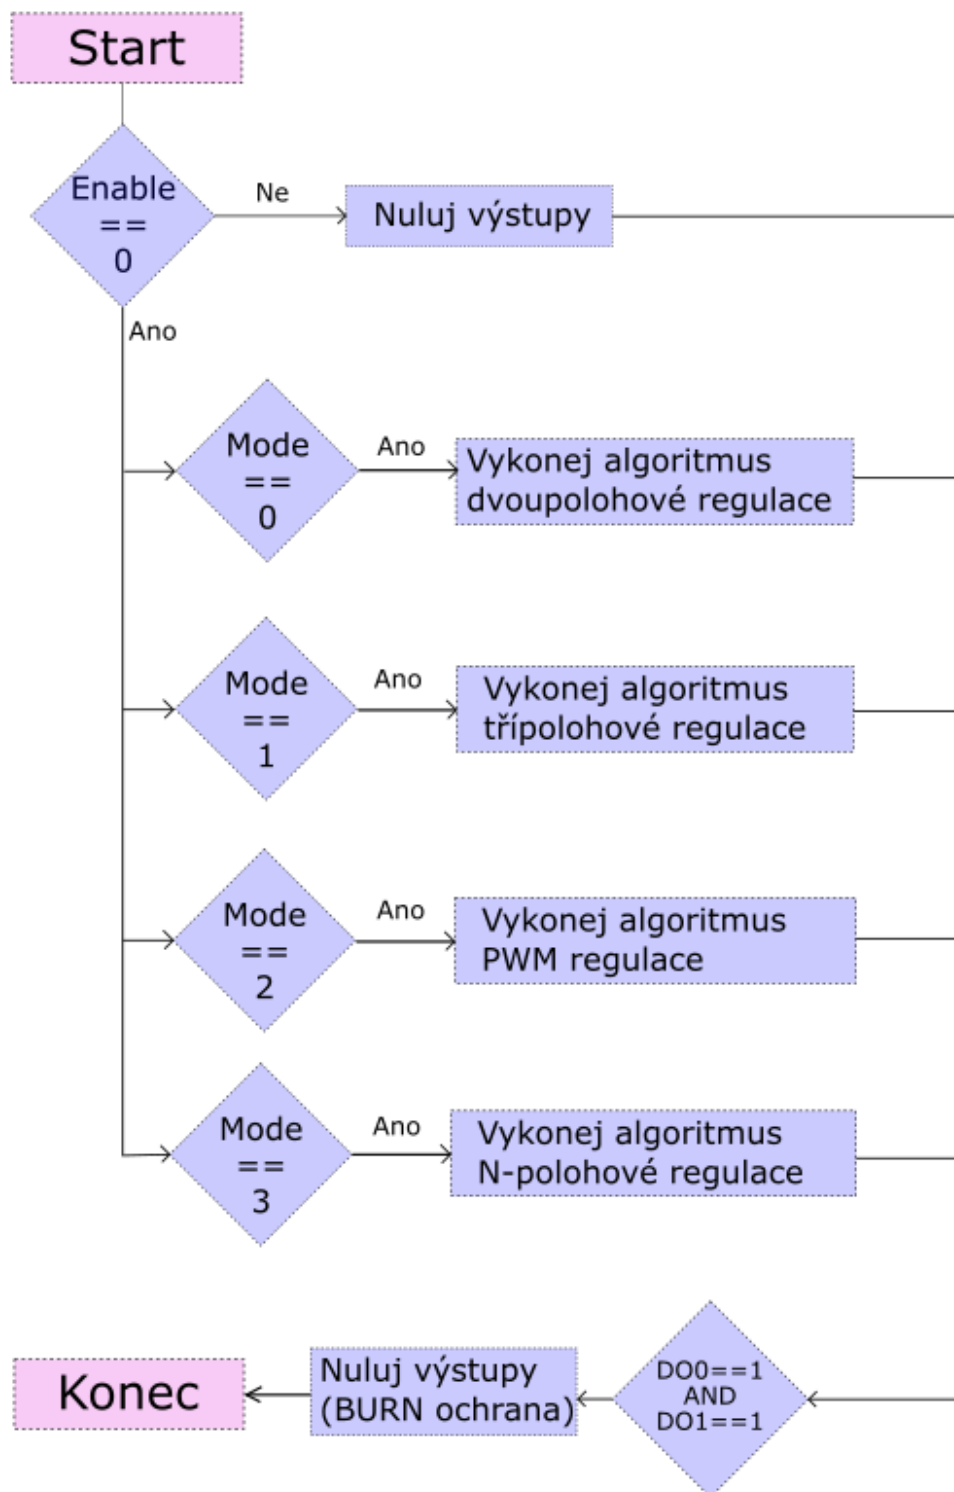 Start
Enable
==
0
Ne
Nuluj výstupy
Ano
Mode
==
0
Ano
Vykonej algoritmus
dvoupolohové regulace
Mode
==
1
Ano
Vykonej algoritmus
třípolohové regulace
Mode
==
2
Ano
Vykonej algoritmus
PWM regulace
Mode
==
3
Ano
Vykonej algoritmus
N-polohové regulace
Konec
Nuluj výstupy
(BURN ochrana)
DO0==1
AND
DO1==1